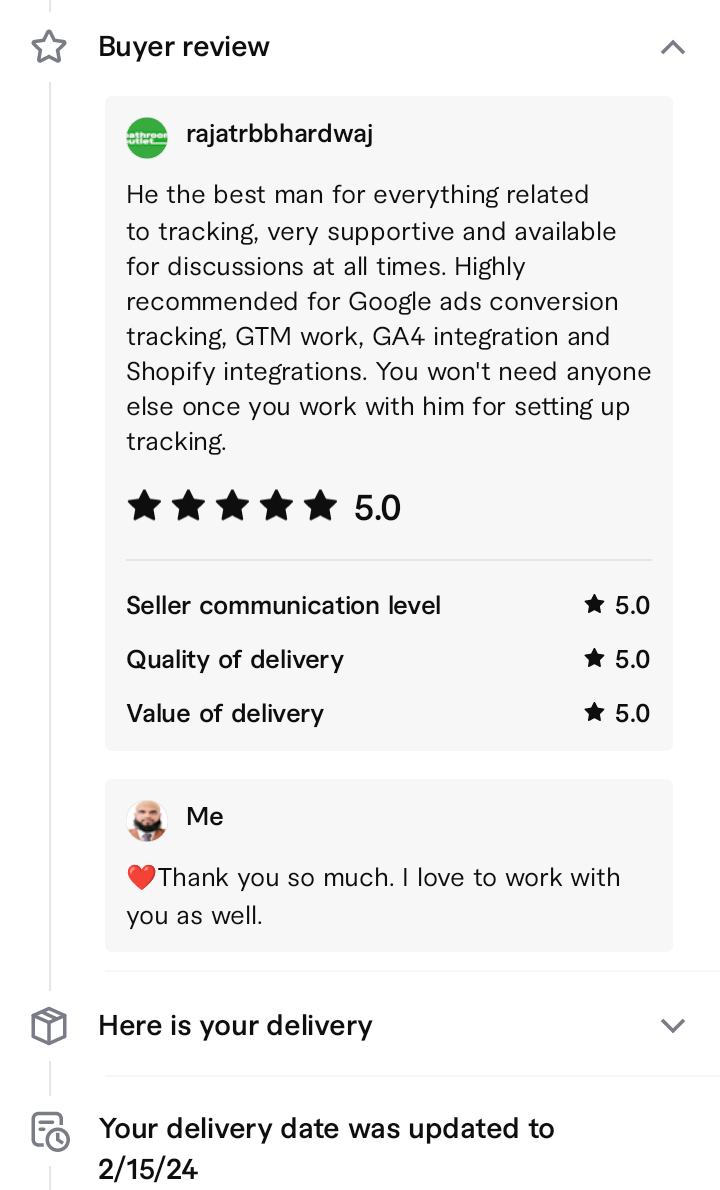 Buyer review
rajatrbbhardwaj
He the best man for everything related
to tracking, very supportive and available
for discussions at all times. Highly
recommended for Google ads conversion
tracking, GTM work, GA4 integration and
Shopify integrations. You won't need anyone
else once you work with him for setting up
tracking.
5.0
Seller communication level 5.0
Quality of delivery 5.0
Value of delivery 5.0
Me
❤️Thank you so much. I love to work with
you as well.
Here is your delivery
Your delivery date was updated to
2/15/24